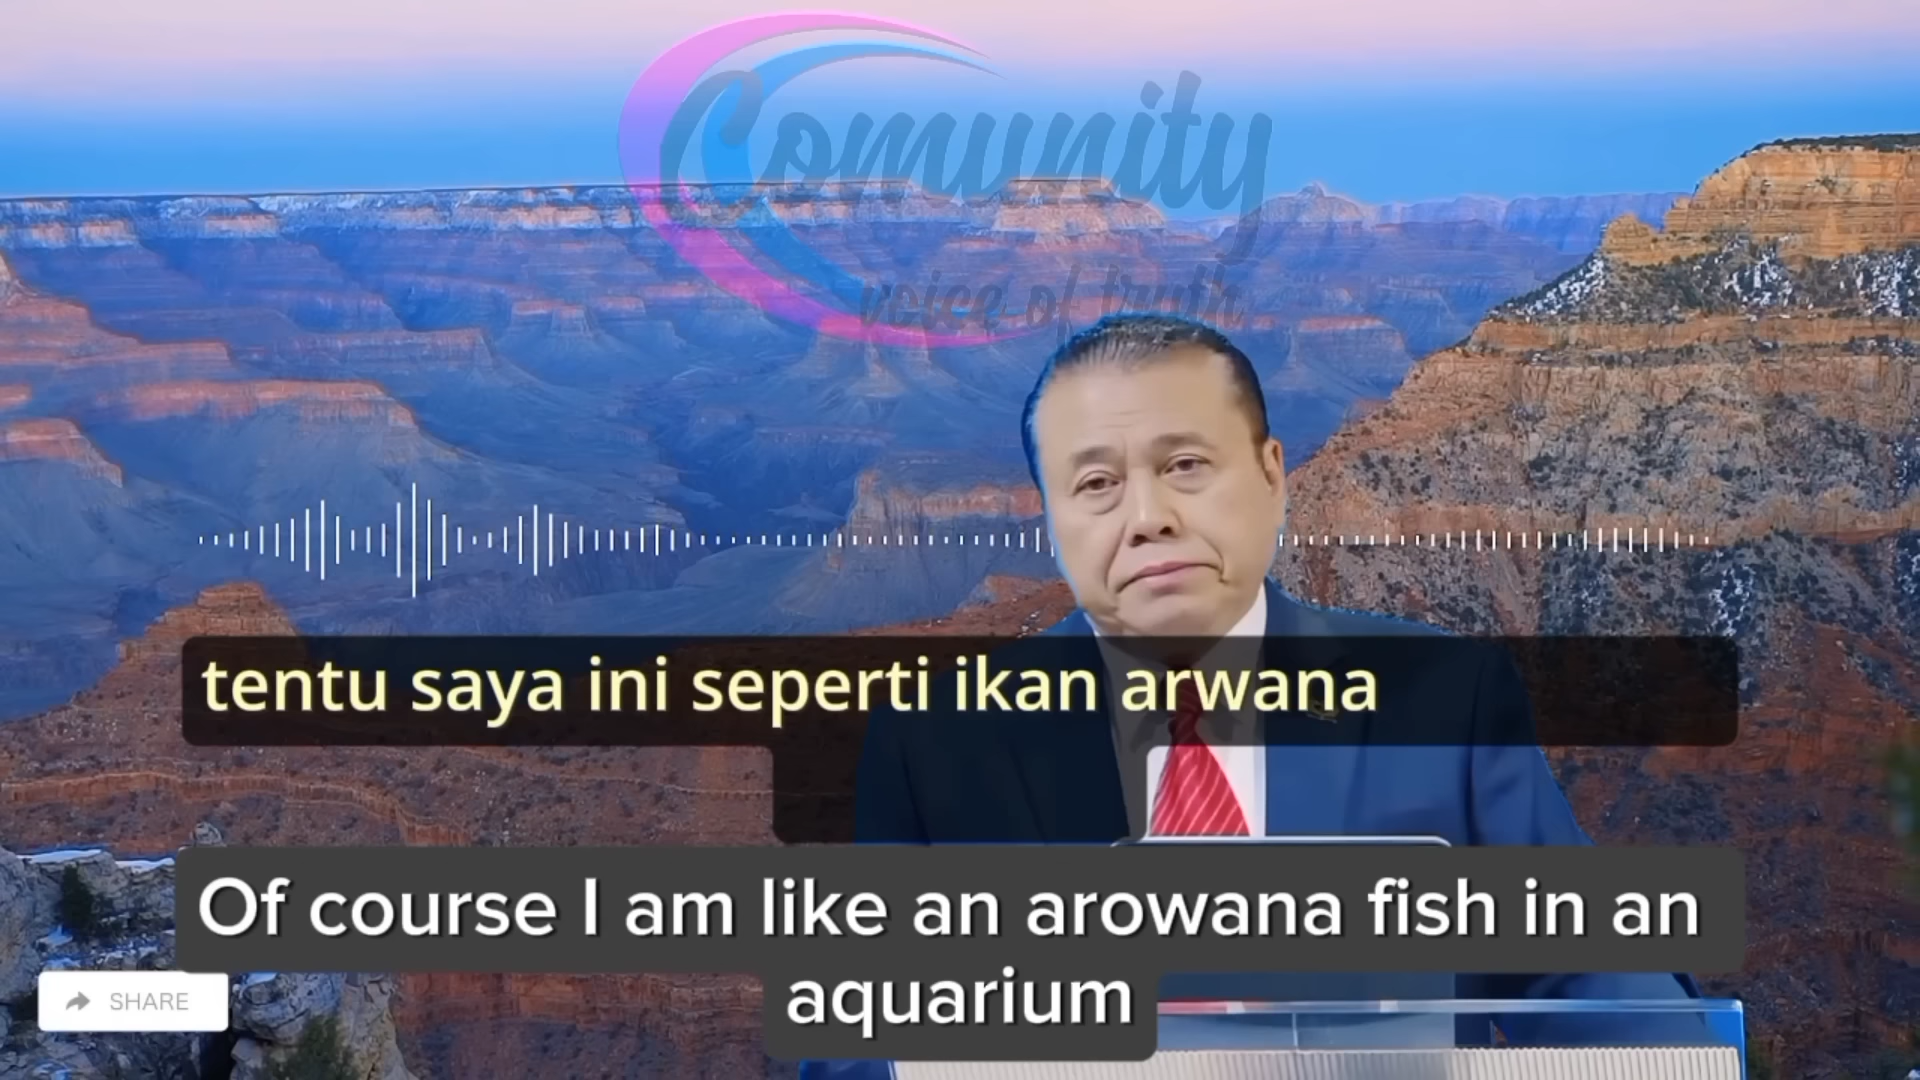 Comunity
voice of truth
tentu saya ini seperti ikan arwana
Of course I am like an arowana fish in an
aquarium
SHARE